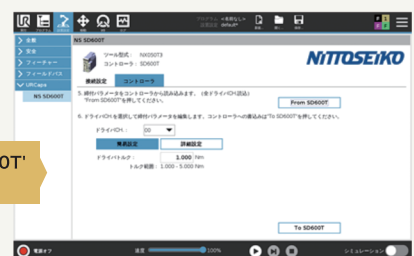 プログラム <名前なし>
設置設定 default*
全般
安全
フィーチャー
フィールドバス
URCaps
NS SD600T
NS SD600T
ツール型式: NX050T3
コントローラ: SD600T
NITTOSEIKO
接続設定 コントローラ
5. 締付パラメータをコントローラから読み込みます。(全ドライバCH読込)
"From SD600T"を押してください。
From SD600T
6. ドライバCHを選択して締付パラメータを編集します。コントローラへの書込みは"To SD600T"を押してください。
ドライバCH: 00
簡易設定 詳細設定
ドライバトルク: 1.000 Nm
トルク範囲: 1.000 - 5.000 Nm
0T'
To SD600T
電源オフ 速度 100% シミュレーション